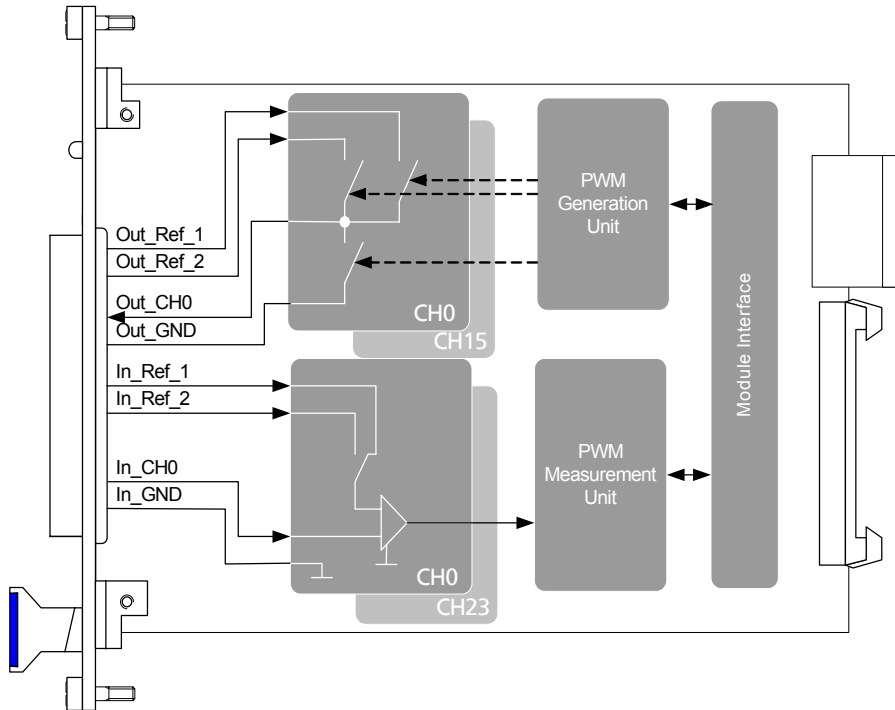 Out_Ref_1
Out_Ref_2
Out_CH0
Out_GND
CH0
CH15
PWM
Generation
Unit
In_Ref_1
In_Ref_2
In_CH0
In_GND
CH0
CH23
PWM
Measurement
Unit
Module Interface